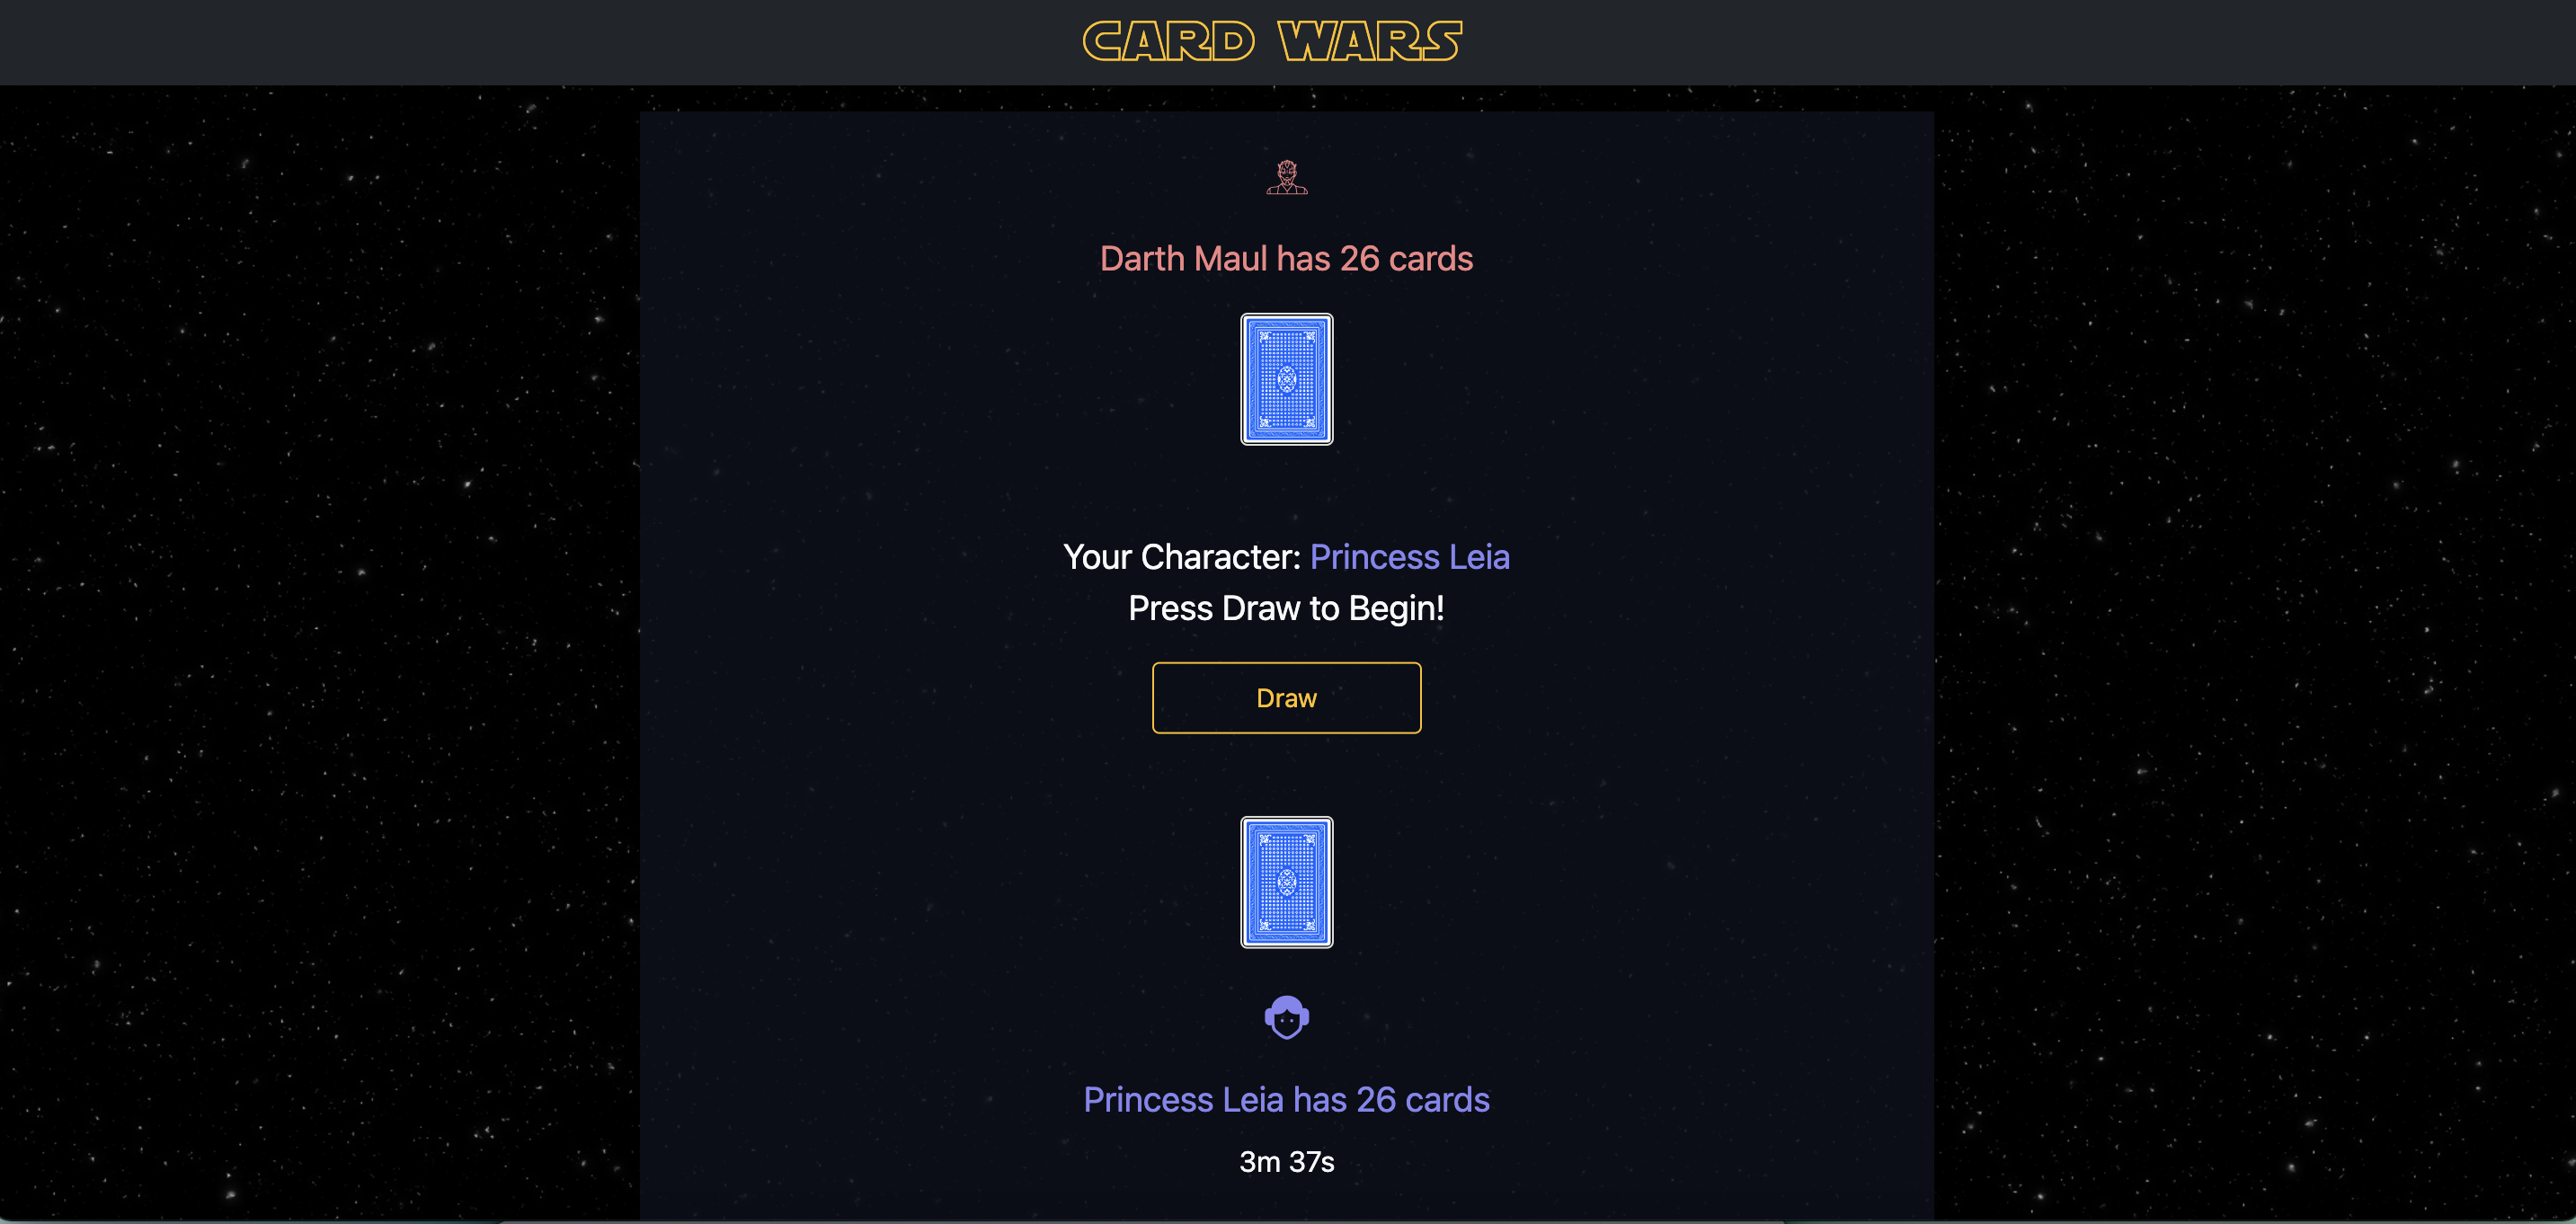 CARD WARS
Darth Maul has 26 cards
Your Character: Princess Leia
Press Draw to Begin!
Draw
Princess Leia has 26 cards
3m 37s